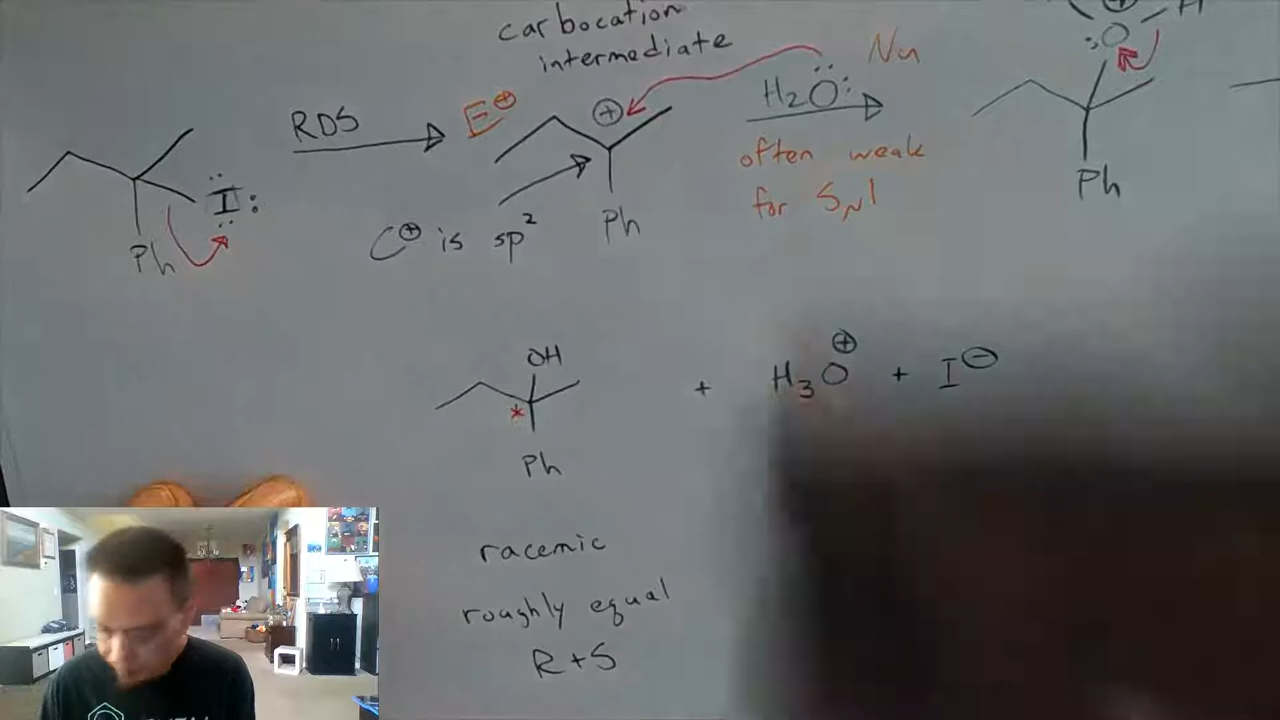 carbocation
intermediate
⊕ H
:O
RDS
E⊕
⊕
H2O:
Nu
I:
often weak
for SN1
C⊕ is sp2
Ph
Ph
Ph
OH
*
+ H3O⊕ + I⊖
Ph
racemic
roughly equal
R+S